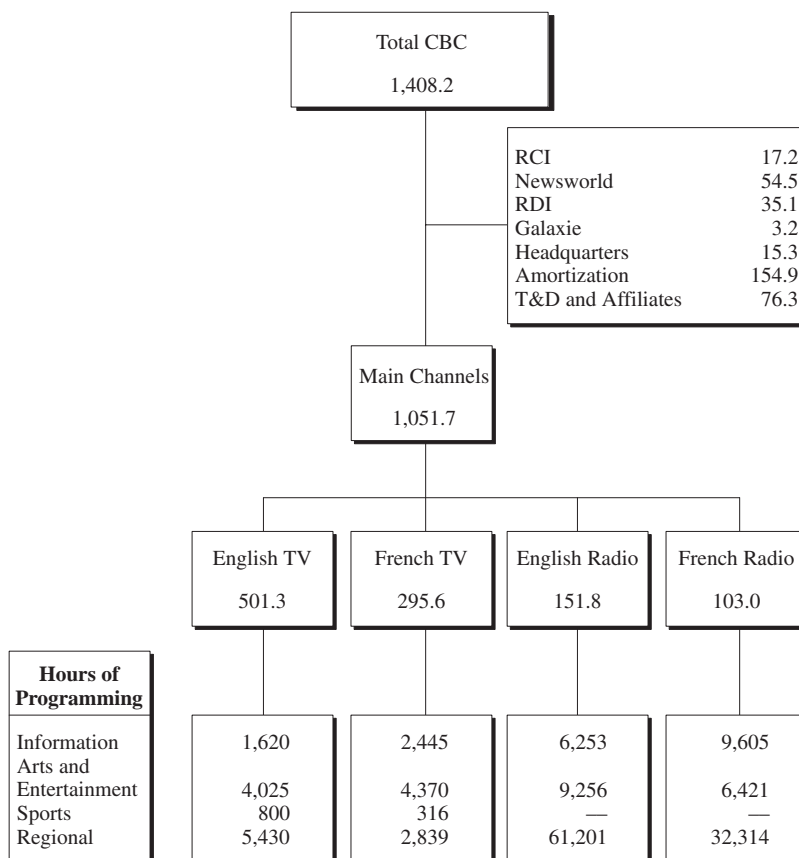 Total CBC
1,408.2
RCI 17.2
Newsworld 54.5
RDI 35.1
Galaxie 3.2
Headquarters 15.3
Amortization 154.9
T&D and Affiliates 76.3
Main Channels
1,051.7
English TV French TV English Radio French Radio
501.3 295.6 151.8 103.0
Hours of
Programming
Information 1,620 2,445 6,253 9,605
Arts and
Entertainment 4,025 4,370 9,256 6,421
Sports 800 316 — —
Regional 5,430 2,839 61,201 32,314